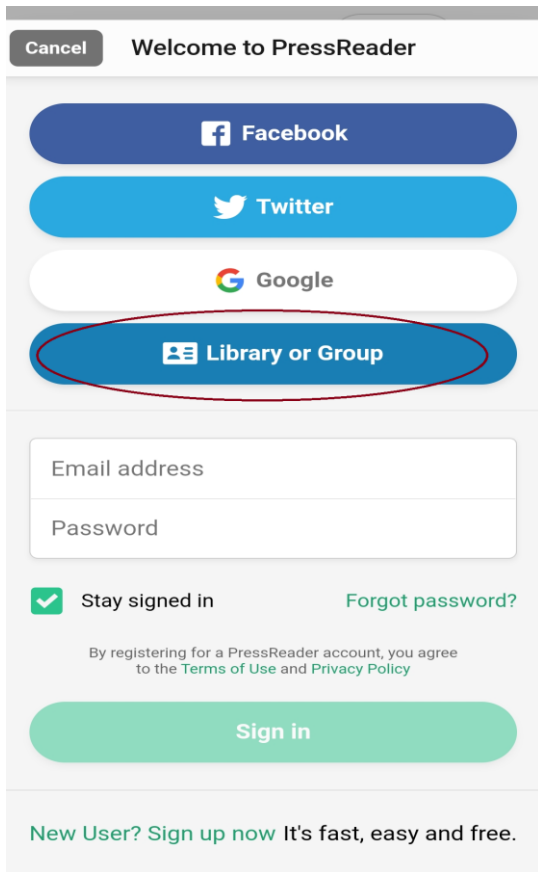 Cancel Welcome to PressReader
Facebook
Twitter
Google
Library or Group
Email address
Password
Stay signed in Forgot password?
By registering for a PressReader account, you agree
to the Terms of Use and Privacy Policy
Sign in
New User? Sign up now It's fast, easy and free.